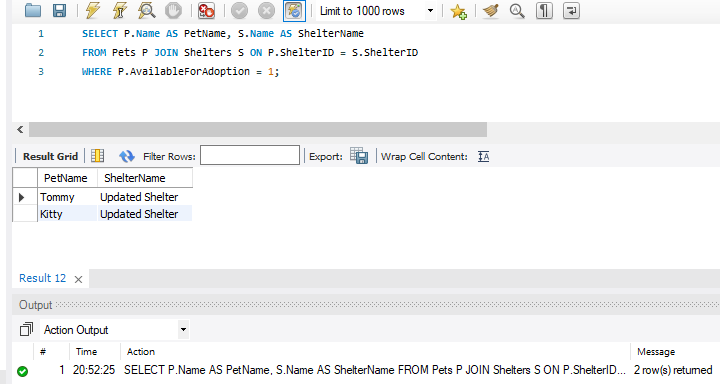 Limit to 1000 rows
1 SELECT P.Name AS PetName, S.Name AS ShelterName
2 FROM Pets P JOIN Shelters S ON P.ShelterID = S.ShelterID
3 WHERE P.AvailableForAdoption = 1;
Result Grid Filter Rows: Export: Wrap Cell Content: IA
PetName ShelterName
Tommy Updated Shelter
Kitty Updated Shelter
Result 12 ×
Output
Action Output
# Time Action Message
1 20:52:25 SELECT P.Name AS PetName, S.Name AS ShelterName FROM Pets P JOIN Shelters S ON P.ShelterID... 2 row(s) returned